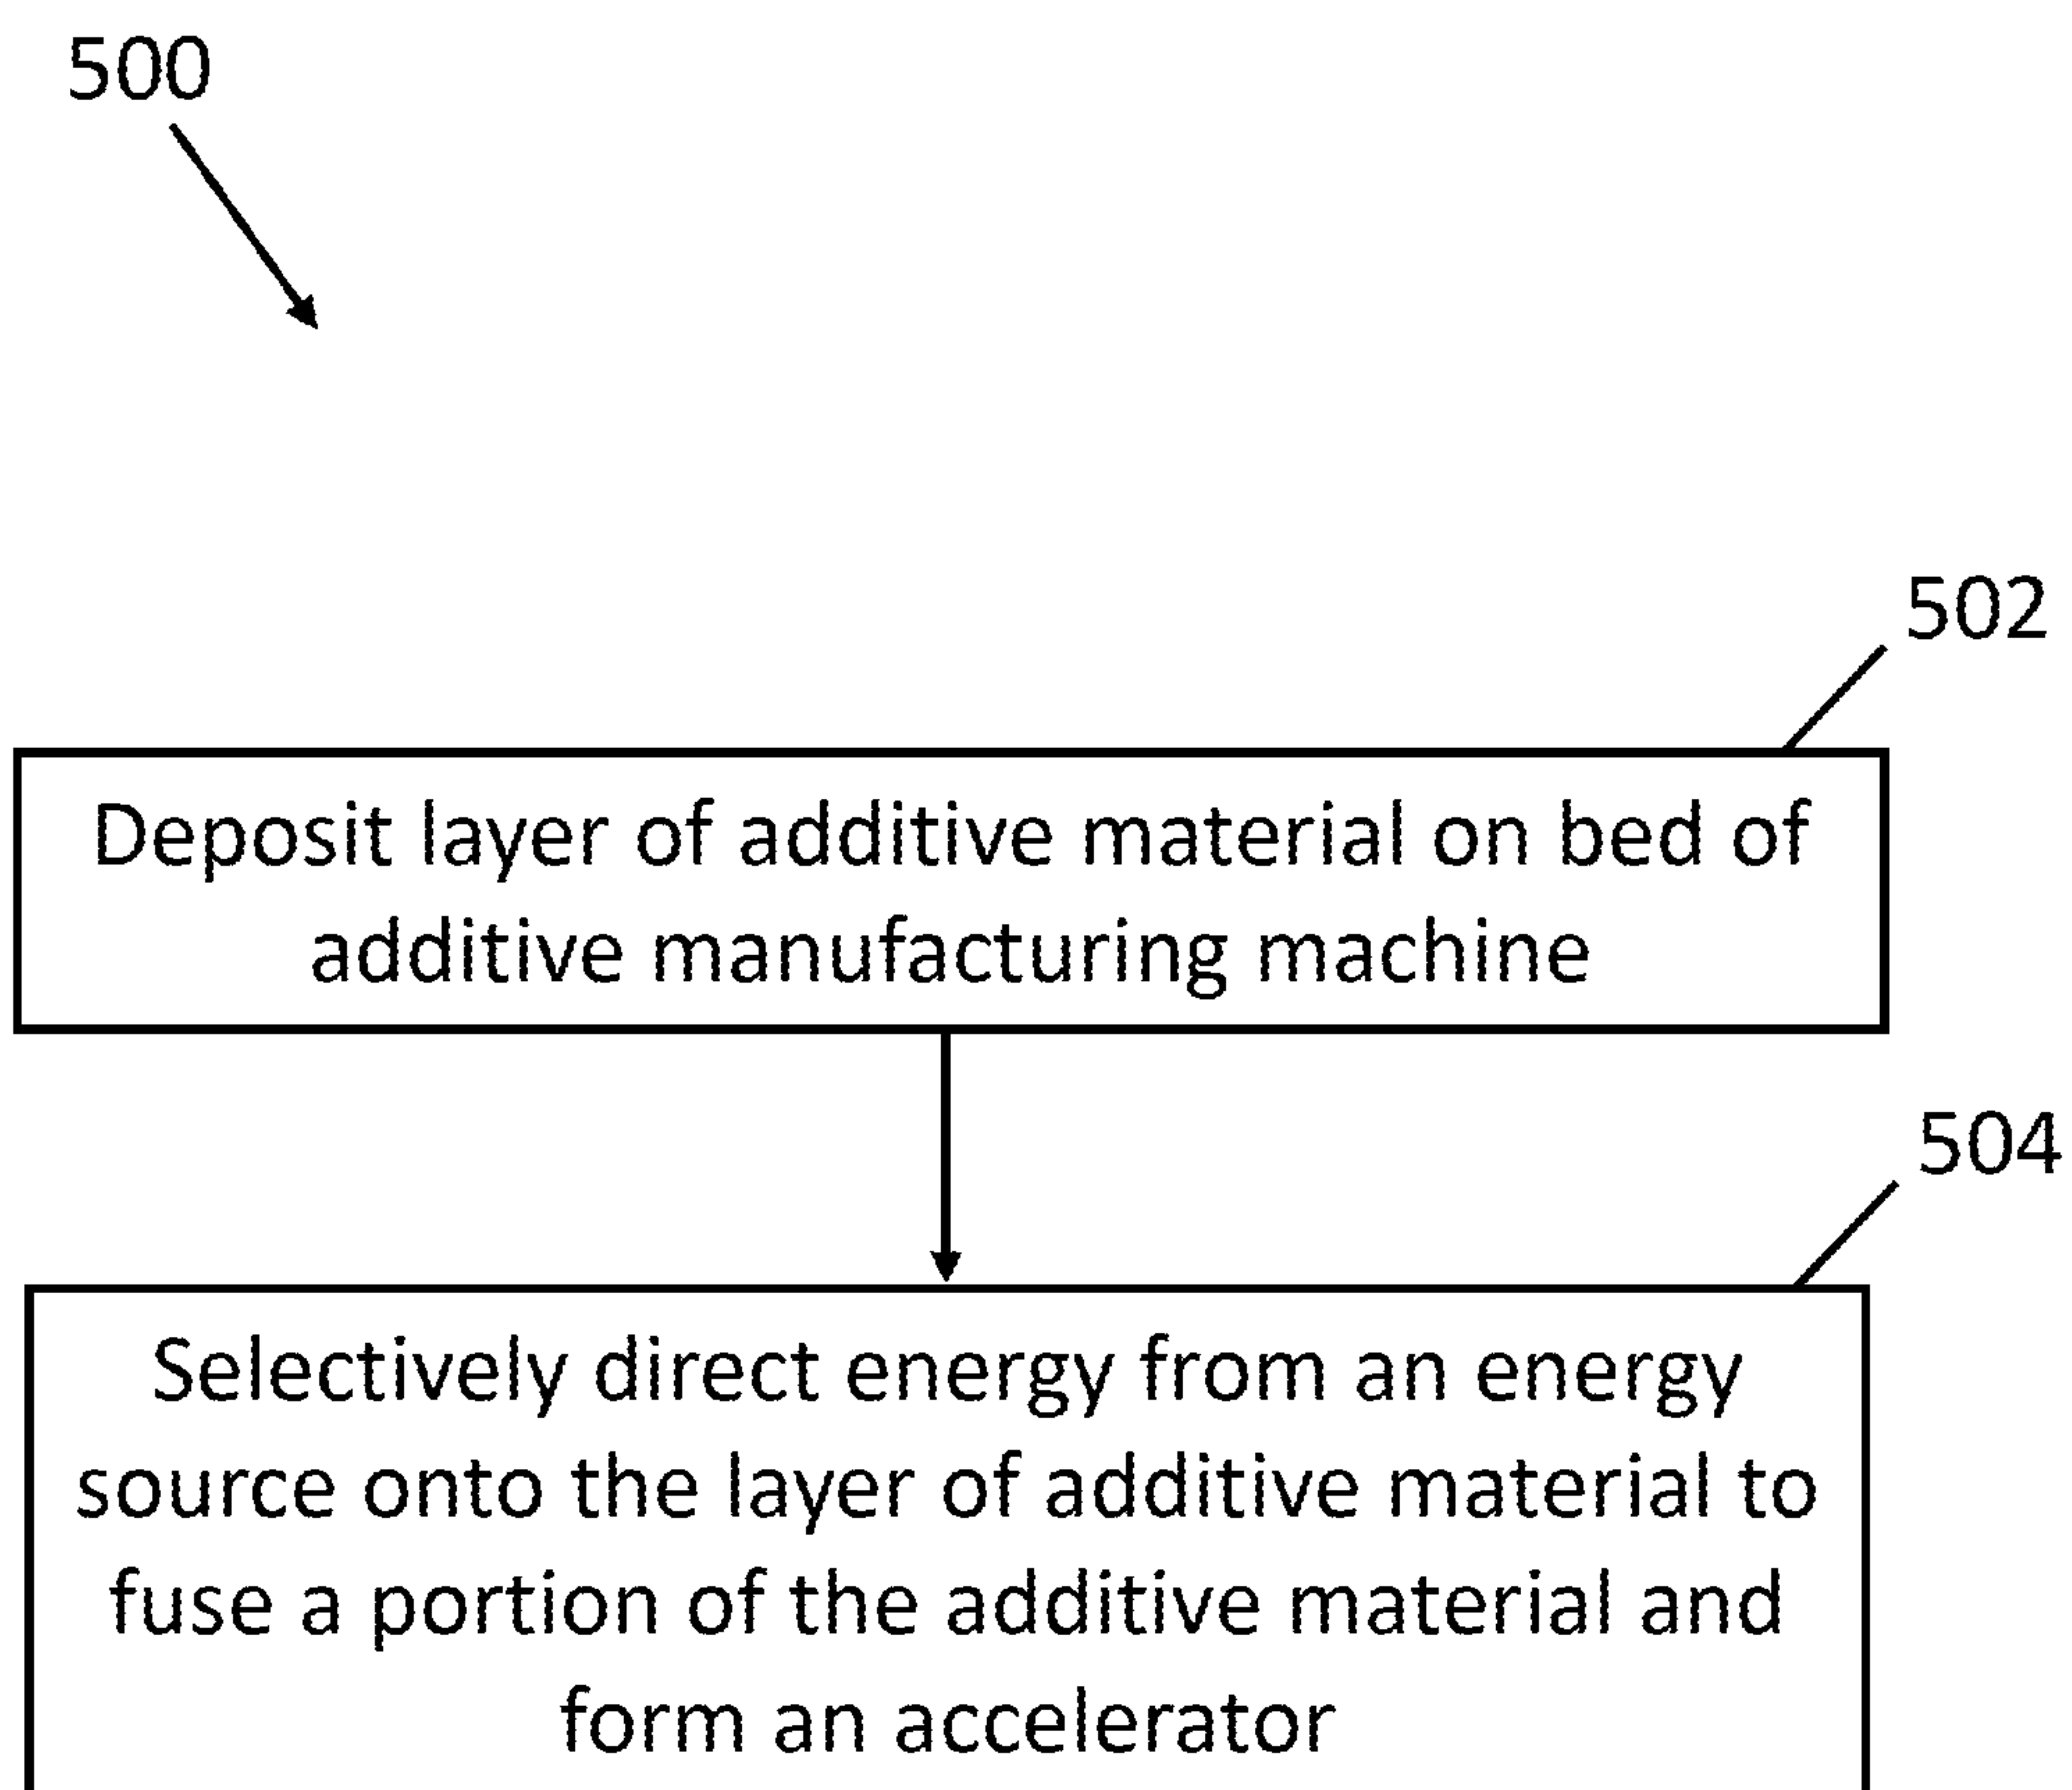 500
502
Deposit layer of additive material on bed of
additive manufacturing machine
504
Selectively direct energy from an energy
source onto the layer of additive material to
fuse a portion of the additive material and
form an accelerator